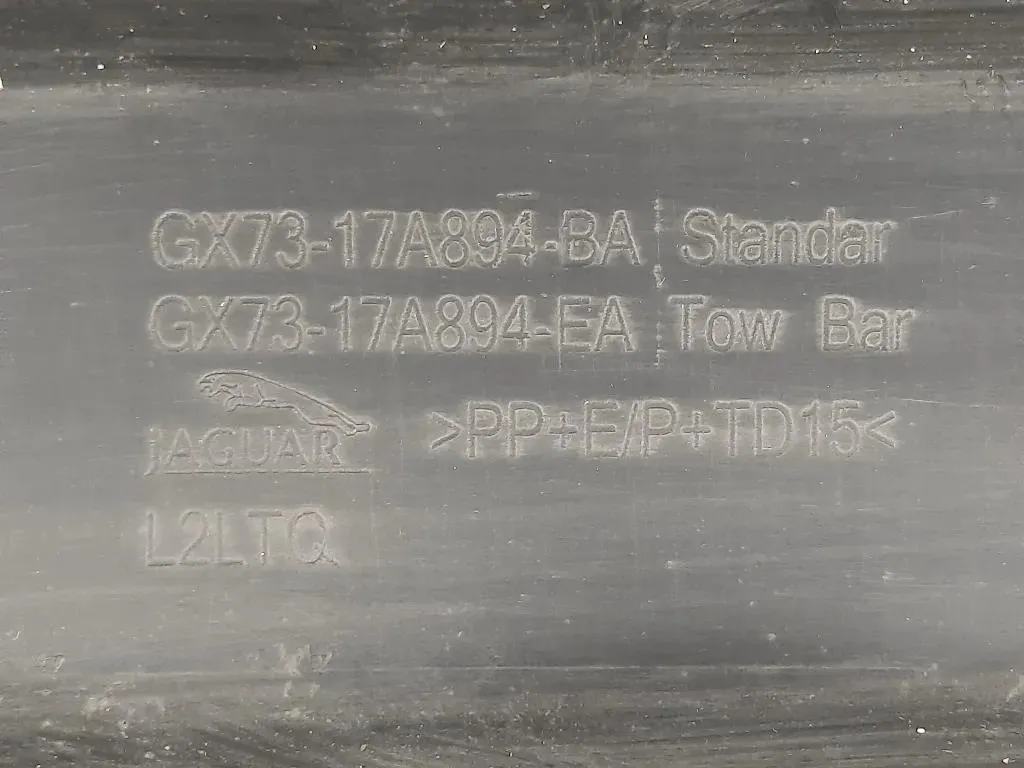 GX73-17A894-BA Standar
GX73-17A894-EA Tow Bar
JAGUAR
>PP+E/P+TD15<
L2LTQ